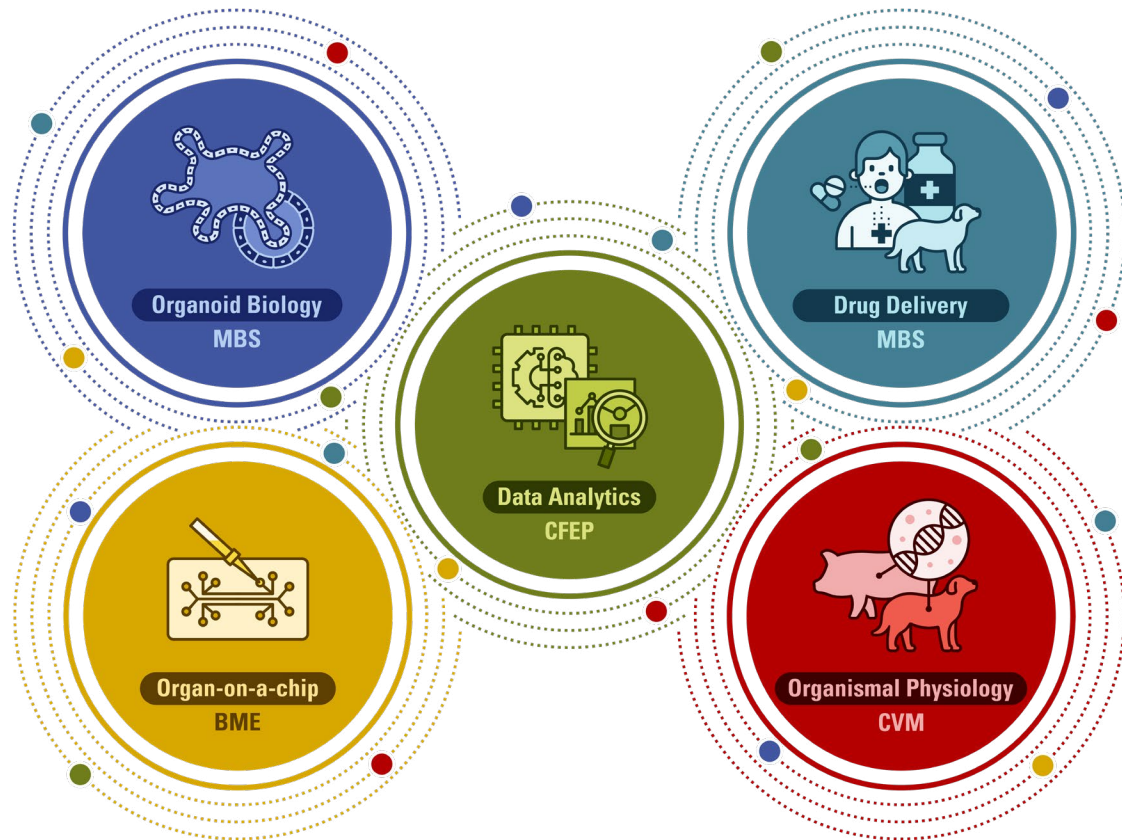 Organoid Biology
MBS
Drug Delivery
MBS
Data Analytics
CFEP
Organ-on-a-chip
BME
Organismal Physiology
CVM